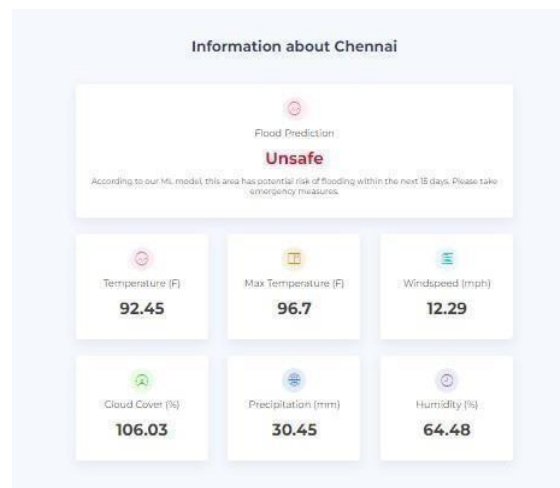 Information about Chennai
Flood Prediction
Unsafe
According to our ML model, this area has potential risk of flooding within the next 15 days. Please take
emergency measures.
Temperature (F)
92.45
Max Temperature (F)
96.7
Windspeed (mph)
12.29
Cloud Cover (%)
106.03
Precipitation (mm)
30.45
Humidity (%)
64.48